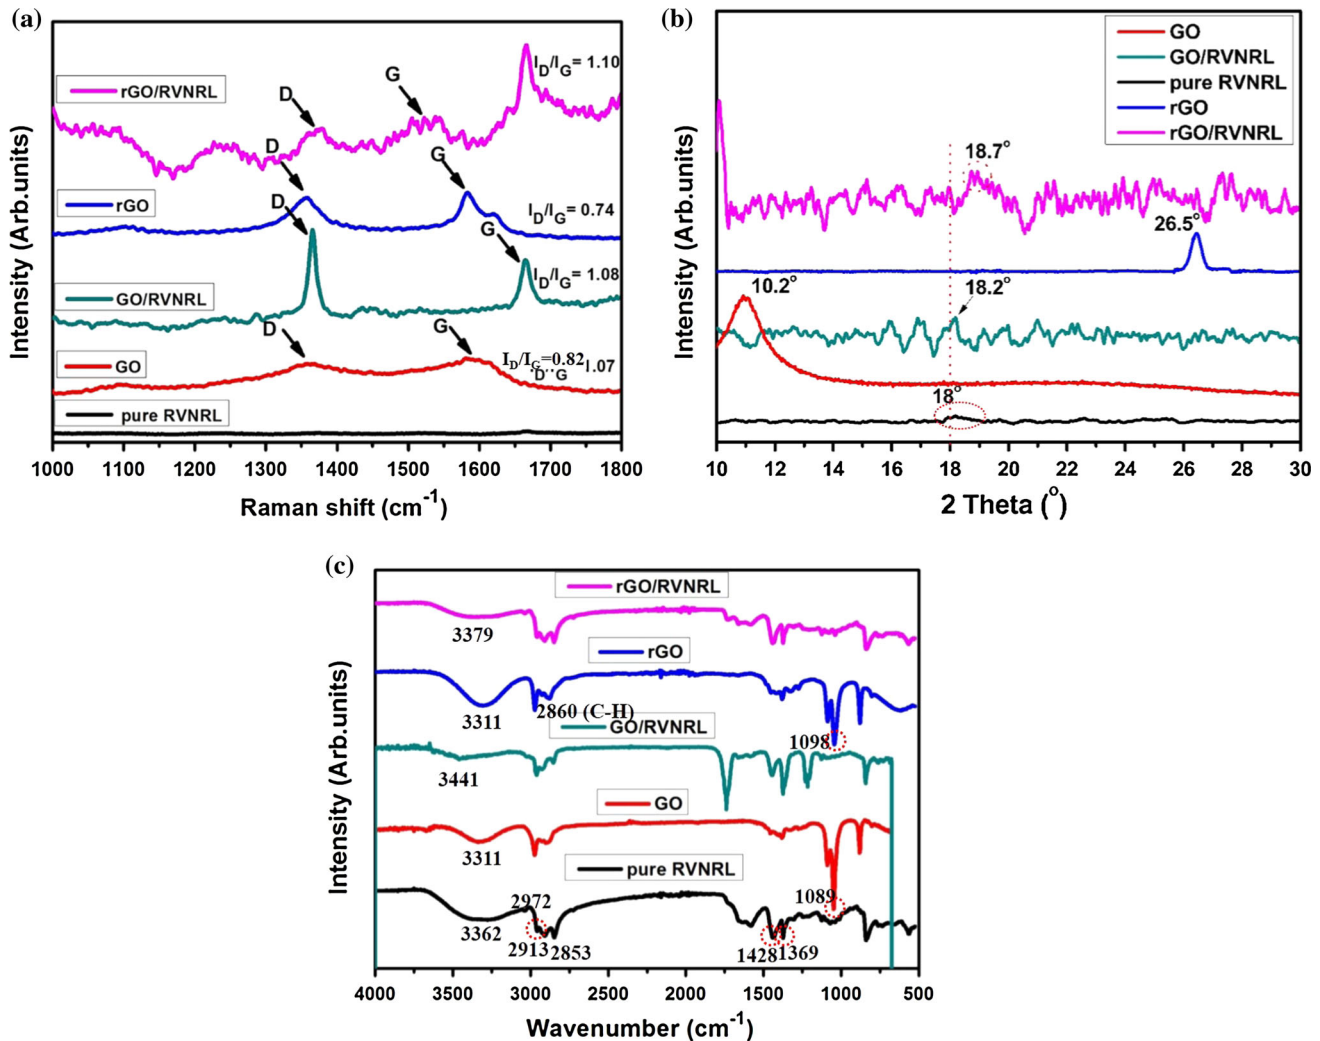 (a)
rGO/RVNRL
D
G
I_D/I_G= 1.10
rGO
D
G
I_D/I_G= 0.74
GO/RVNRL
D
G
I_D/I_G= 1.08
GO
D
G
I_D/I_G=0.82
1.07
pure RVNRL
Intensity (Arb.units)
1000 1100 1200 1300 1400 1500 1600 1700 1800
Raman shift (cm⁻¹)
(b)
GO
GO/RVNRL
pure RVNRL
rGO
rGO/RVNRL
18.7°
26.5°
10.2°
18.2°
18°
Intensity (Arb.units)
10 12 14 16 18 20 22 24 26 28 30
2 Theta (°)
(c)
rGO/RVNRL
3379
rGO
3311
2860 (C-H)
1098
GO/RVNRL
3441
GO
3311
1089
pure RVNRL
2972
3362
2913
2853
1428
1369
Intensity (Arb.units)
4000 3500 3000 2500 2000 1500 1000 500
Wavenumber (cm⁻¹)